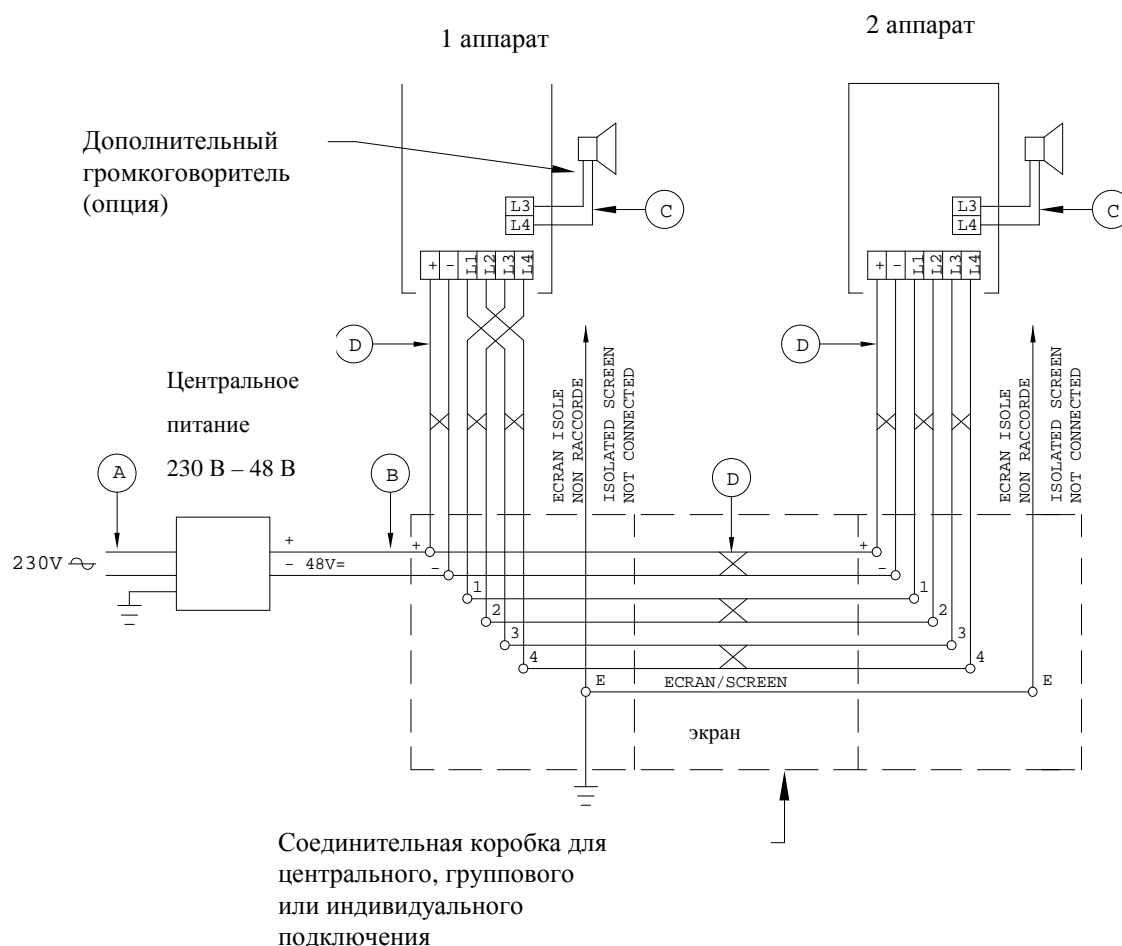 1 аппарат
2 аппарат
Дополнительный
громкоговоритель
(опция)
L3
L4
C
L3
L4
C
+ − L1 L2 L3 L4
+ − L1 L2 L3 L4
D
D
ECRAN ISOLE
NON RACCORDE
ISOLATED SCREEN
NOT CONNECTED
ECRAN ISOLE
NON RACCORDE
ISOLATED SCREEN
NOT CONNECTED
Центральное
питание
230 В – 48 В
A
B
D
230V
+
− 48V=
+
−
1
2
3
4
E
+
−
1
2
3
4
E
ECRAN/SCREEN
экран
Соединительная коробка для
центрального, группового
или индивидуального
подключения